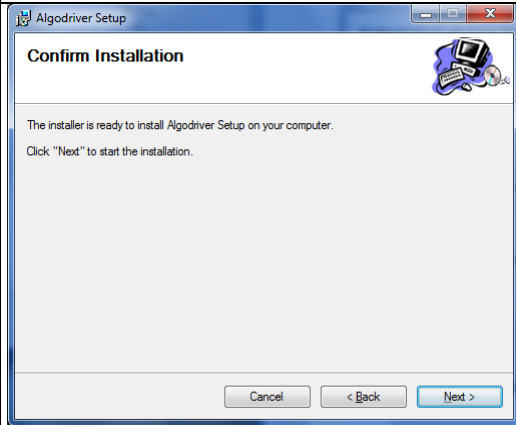 Algodriver Setup
Confirm Installation
The installer is ready to install Algodriver Setup on your computer.
Click "Next" to start the installation.
Cancel
< Back
Next >